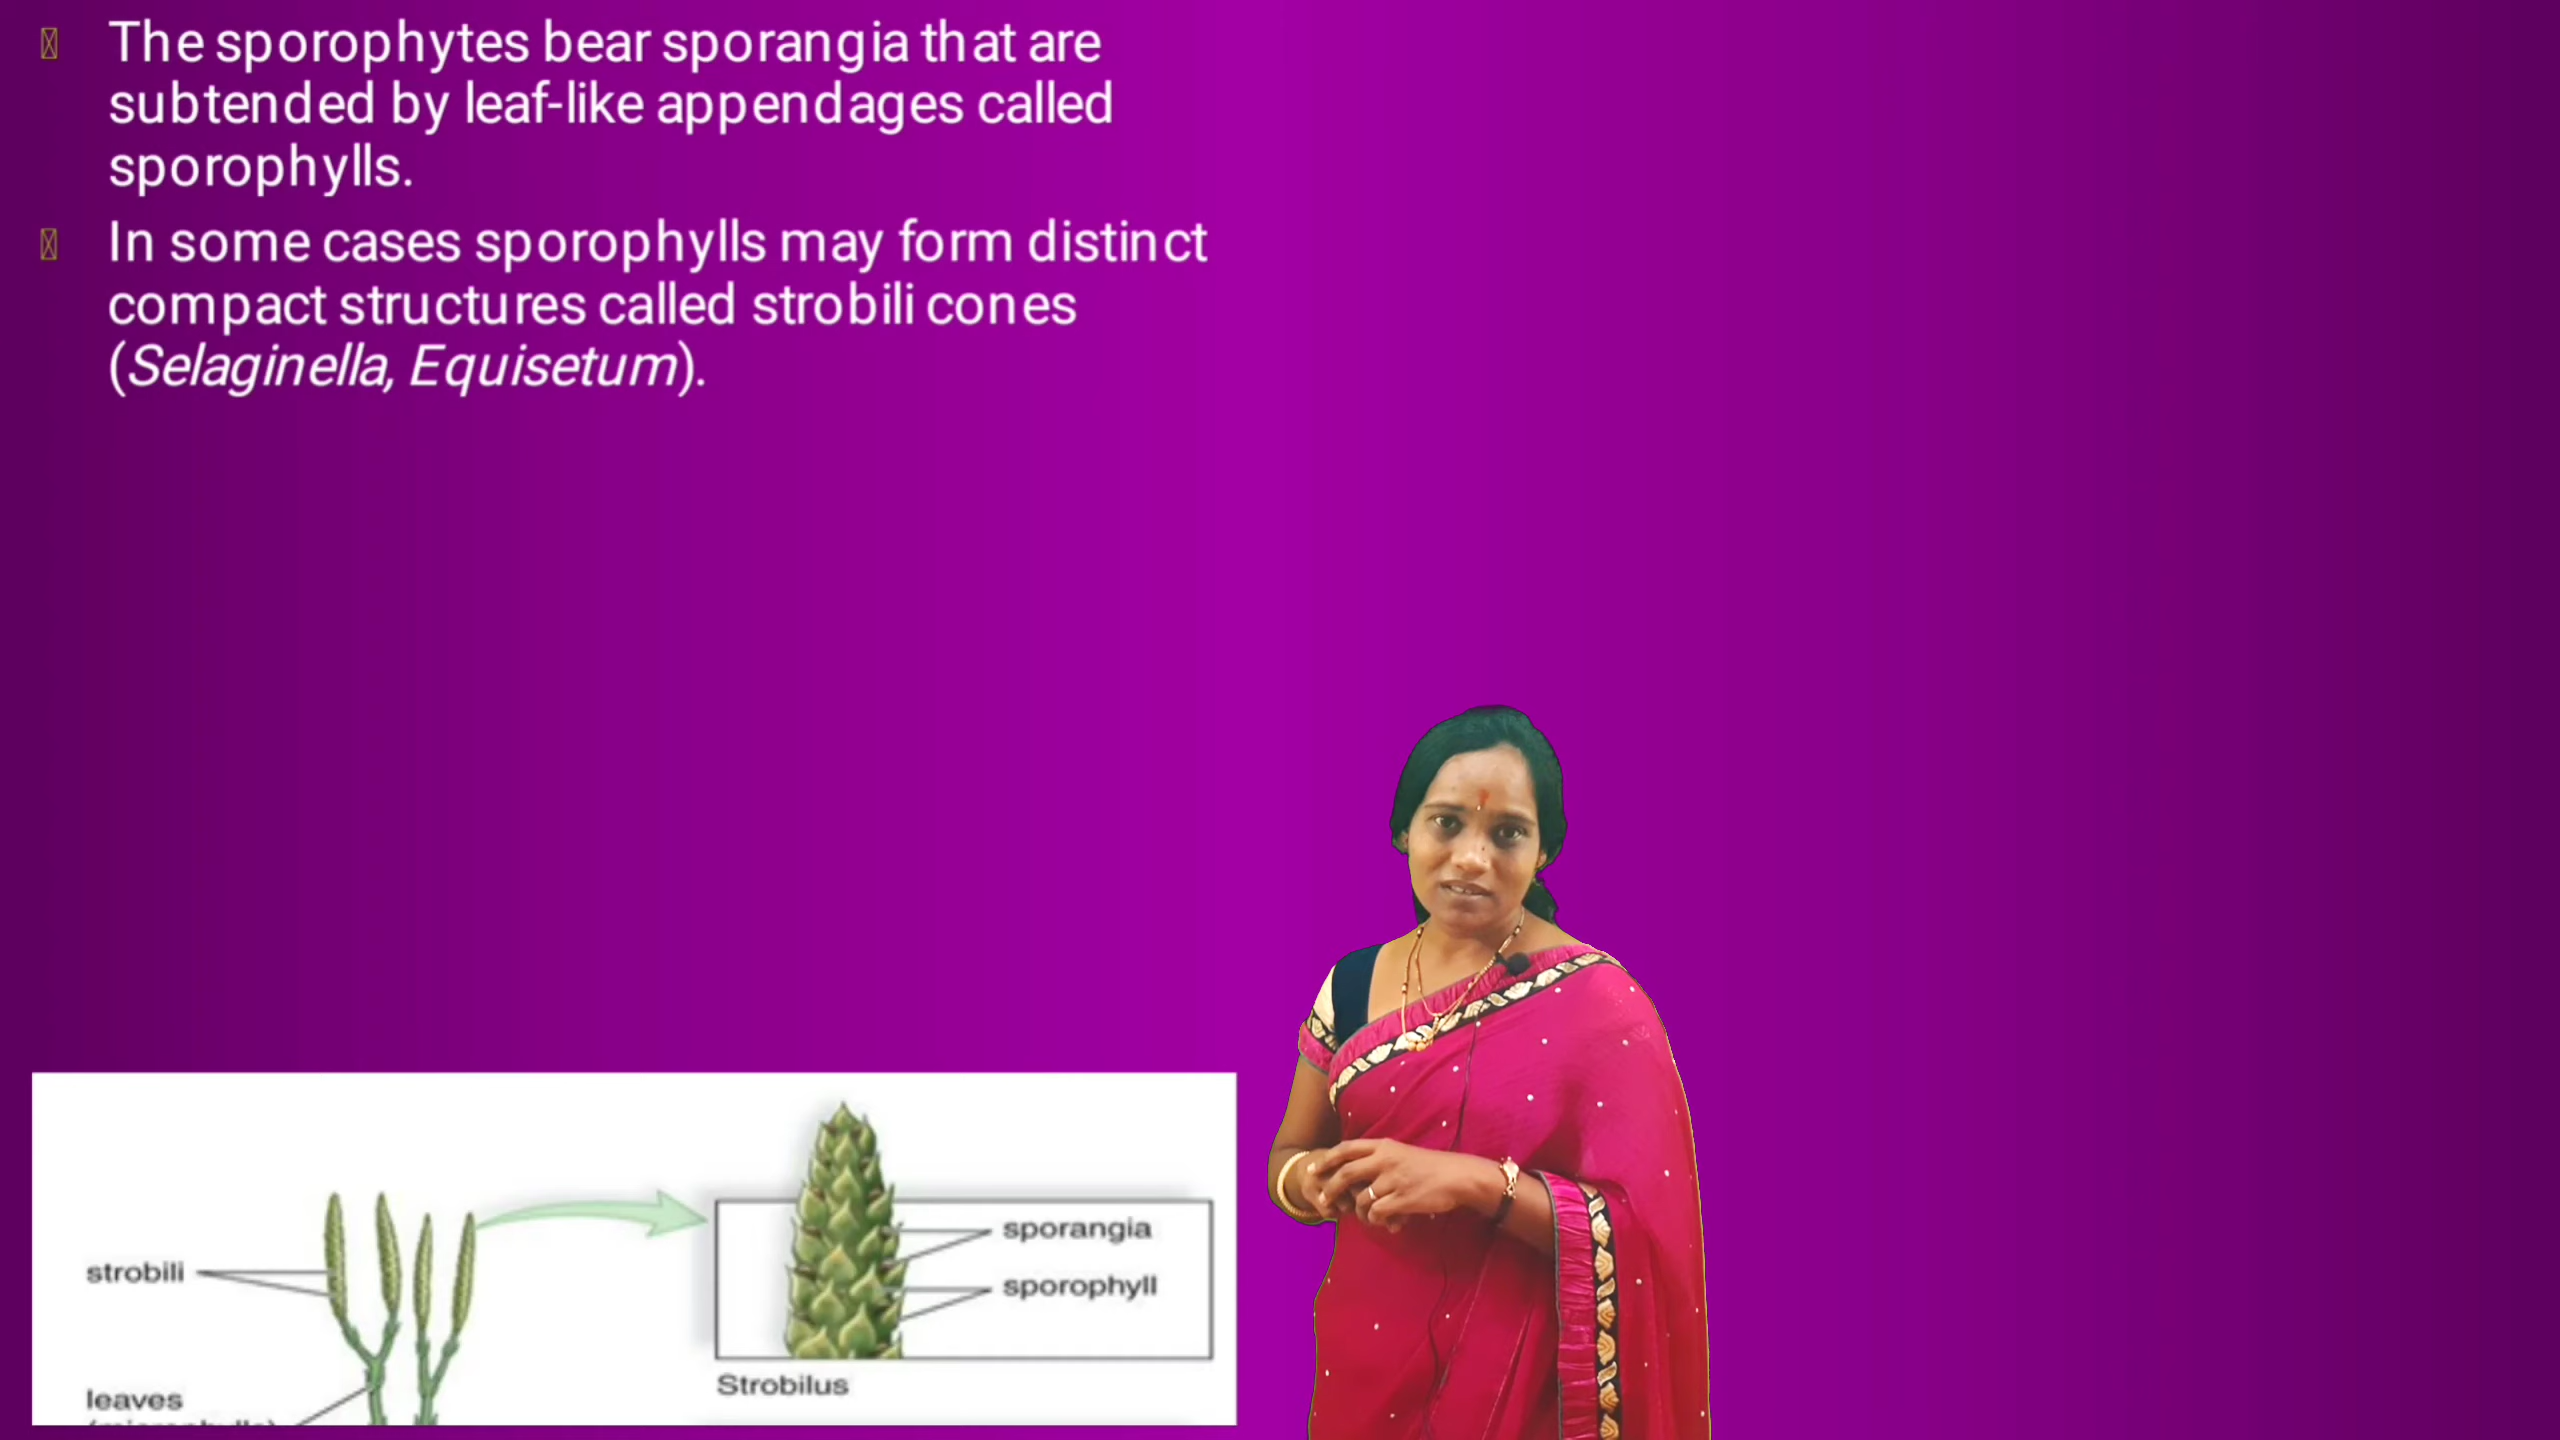 The sporophytes bear sporangia that are
subtended by leaf-like appendages called
sporophylls.
In some cases sporophylls may form distinct
compact structures called strobili cones
(Selaginella, Equisetum).
strobili
leaves
sporangia
sporophyll
Strobilus